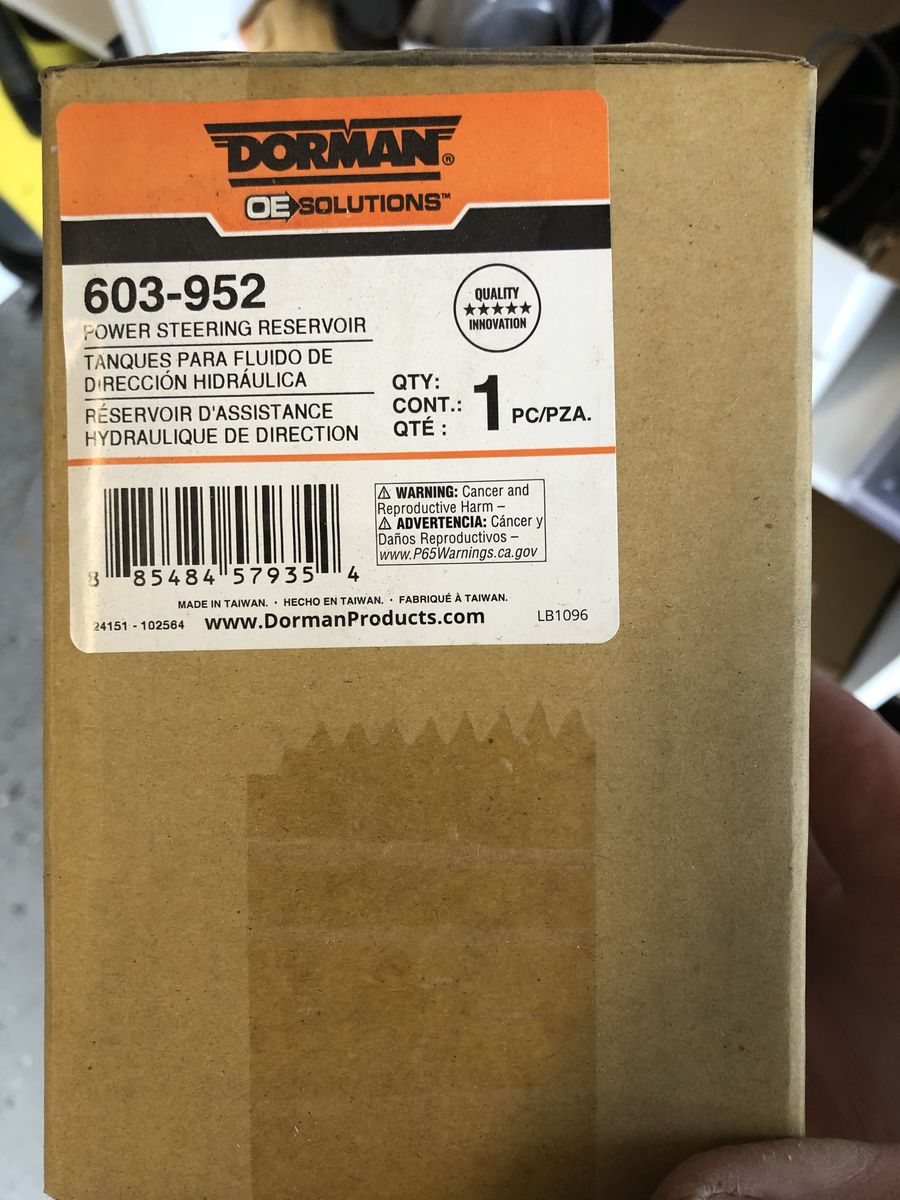 DORMAN®
OE SOLUTIONS™
603-952
POWER STEERING RESERVOIR
TANQUES PARA FLUIDO DE
DIRECCIÓN HIDRÁULICA
RÉSERVOIR D'ASSISTANCE
HYDRAULIQUE DE DIRECTION
QUALITY
★★★★★
INNOVATION
QTY:
CONT.:
QTÉ :
1 PC/PZA.
8 85484 57935 4
⚠ WARNING: Cancer and
Reproductive Harm –
⚠ ADVERTENCIA: Cáncer y
Daños Reproductivos –
www.P65Warnings.ca.gov
MADE IN TAIWAN. · HECHO EN TAIWAN. · FABRIQUÉ À TAIWAN.
24151 - 102564 www.DormanProducts.com LB1096